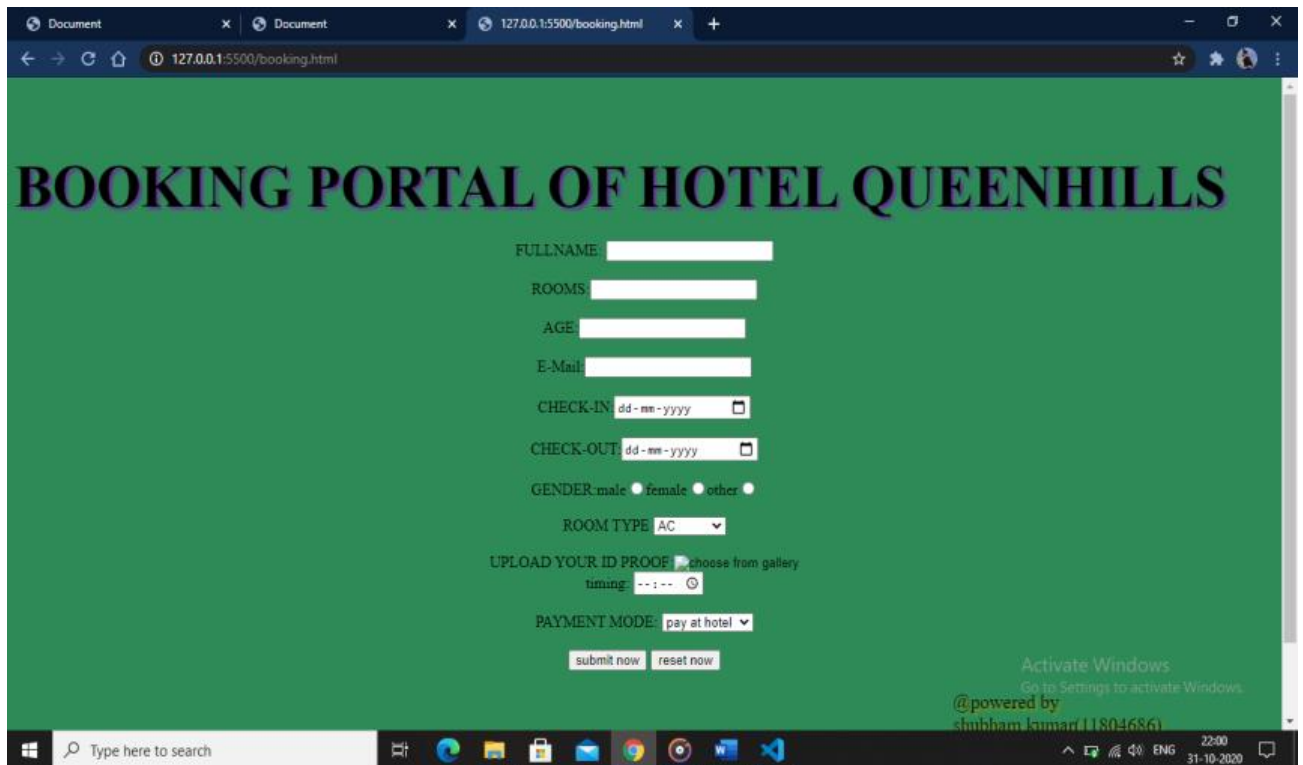 Document
Document
127.0.0.1:5500/booking.html
127.0.0.1:5500/booking.html
BOOKING PORTAL OF HOTEL QUEENHILLS
FULLNAME:
ROOMS:
AGE:
E-Mail:
CHECK-IN: dd-mm-yyyy
CHECK-OUT: dd-mm-yyyy
GENDER:male female other
ROOM TYPE AC
UPLOAD YOUR ID PROOF: choose from gallery
timing: --:--
PAYMENT MODE: pay at hotel
submit now reset now
Activate Windows
Go to Settings to activate Windows.
@powered by
shubham kumar(11804686)
Type here to search
ENG
22:00
31-10-2020